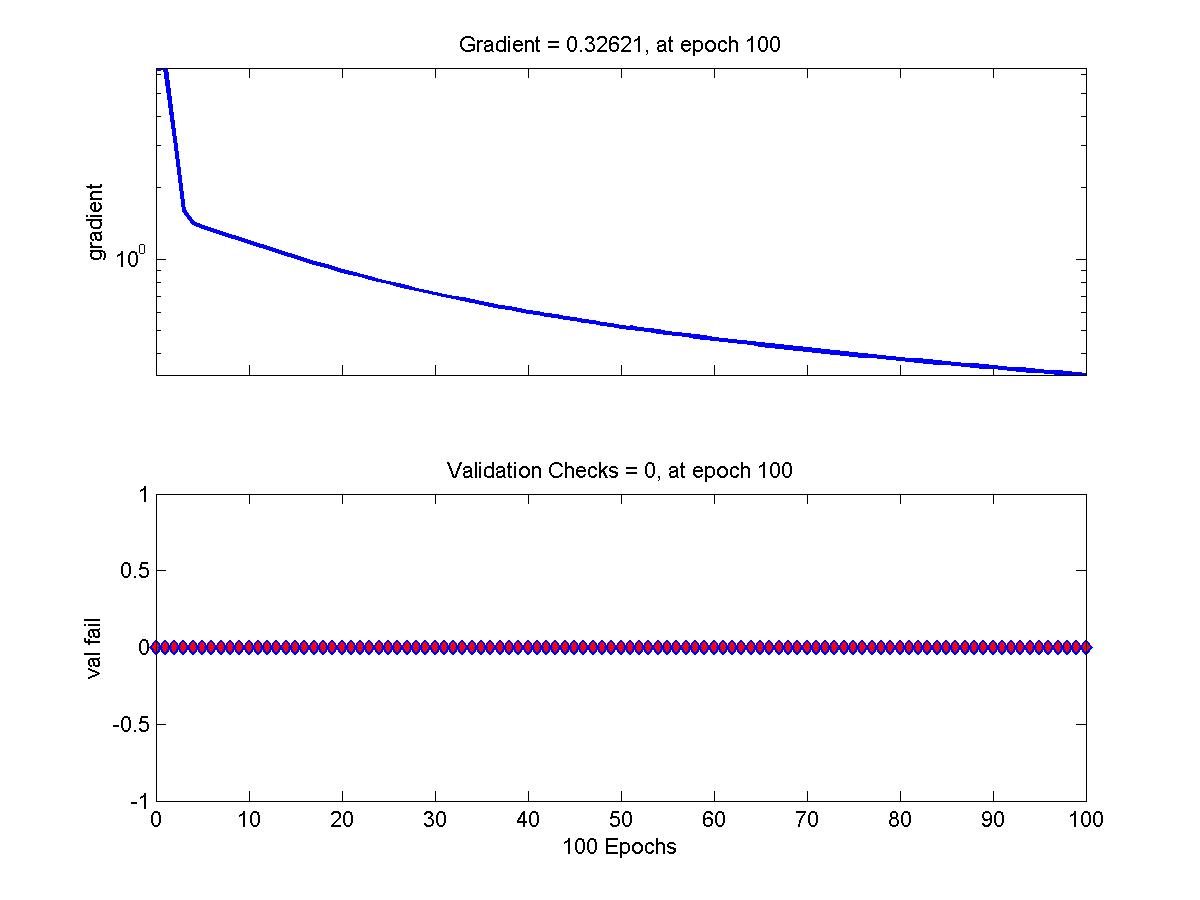 Gradient = 0.32621, at epoch 100
gradient
10⁰
Validation Checks = 0, at epoch 100
val fail
1
0.5
0
-0.5
-1
0 10 20 30 40 50 60 70 80 90 100
100 Epochs